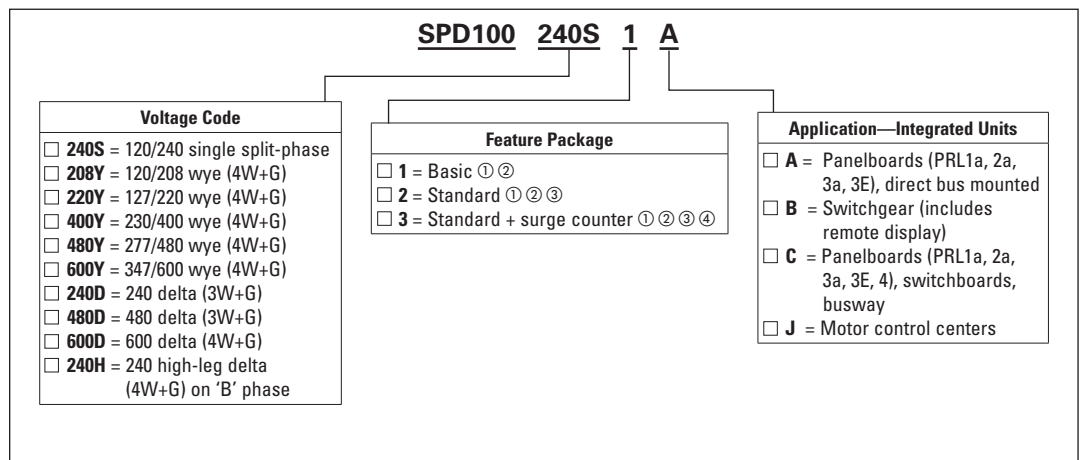 SPD100 240S 1 A
Voltage Code
☐ 240S = 120/240 single split-phase
☐ 208Y = 120/208 wye (4W+G)
☐ 220Y = 127/220 wye (4W+G)
☐ 400Y = 230/400 wye (4W+G)
☐ 480Y = 277/480 wye (4W+G)
☐ 600Y = 347/600 wye (4W+G)
☐ 240D = 240 delta (3W+G)
☐ 480D = 480 delta (3W+G)
☐ 600D = 600 delta (4W+G)
☐ 240H = 240 high-leg delta
(4W+G) on ‘B’ phase
Feature Package
☐ 1 = Basic ① ②
☐ 2 = Standard ① ② ③
☐ 3 = Standard + surge counter ① ② ③ ④
Application—Integrated Units
☐ A = Panelboards (PRL1a, 2a,
3a, 3E), direct bus mounted
☐ B = Switchgear (includes
remote display)
☐ C = Panelboards (PRL1a, 2a,
3a, 3E, 4), switchboards,
busway
☐ J = Motor control centers